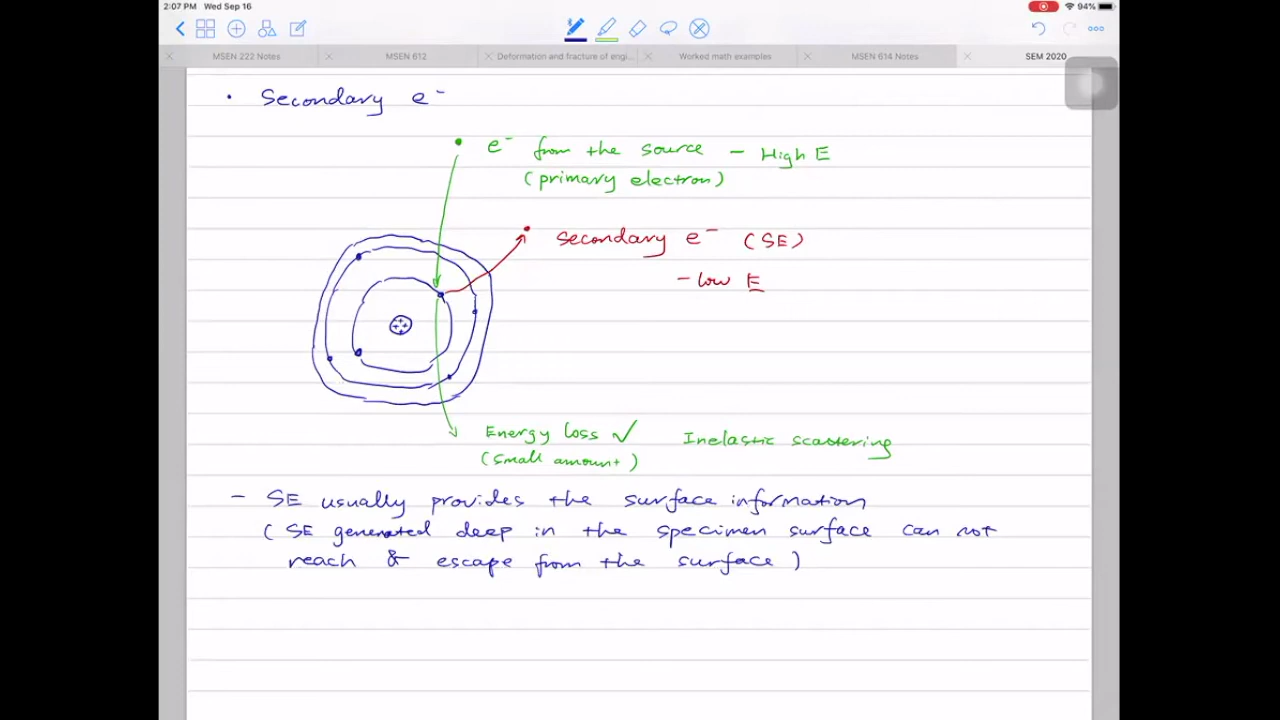 2:07 PM Wed Sep 16
94%
MSEN 222 Notes
MSEN 612
Deformation and fracture of engi...
Worked math examples
MSEN 614 Notes
SEM 2020
• Secondary e⁻
e⁻ from the source - High E
(primary electron)
Secondary e⁻ (SE)
- low E
+ +
+ +
Energy loss ✓ Inelastic scattering
(small amount)
- SE usually provides the surface information
(SE generated deep in the specimen surface can not
reach & escape from the surface)